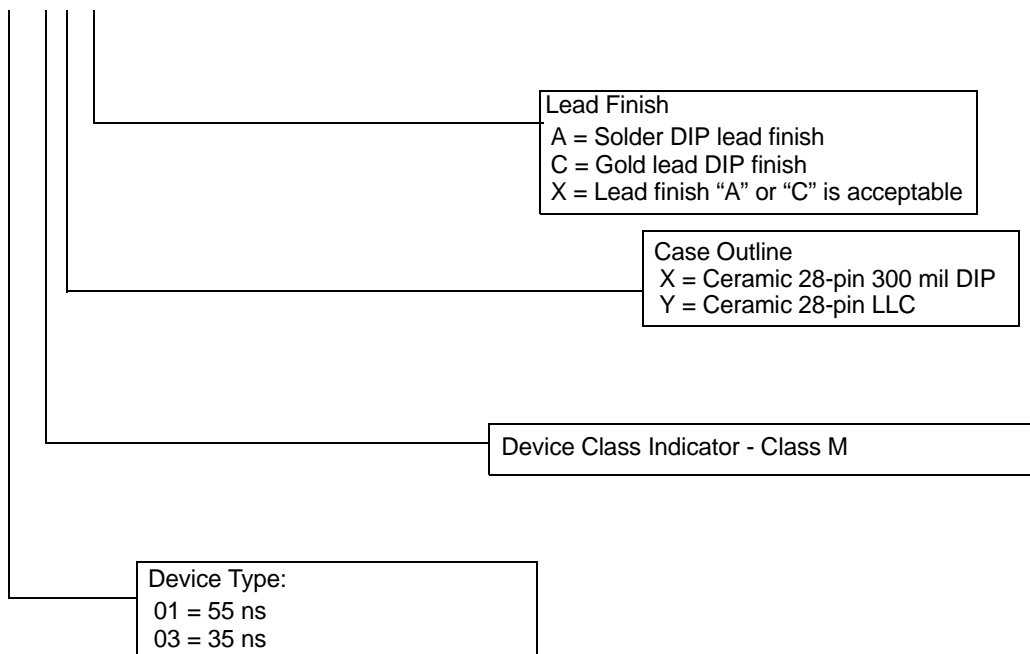 Lead Finish
A = Solder DIP lead finish
C = Gold lead DIP finish
X = Lead finish “A” or “C” is acceptable
Case Outline
X = Ceramic 28-pin 300 mil DIP
Y = Ceramic 28-pin LLC
Device Class Indicator - Class M
Device Type:
01 = 55 ns
03 = 35 ns